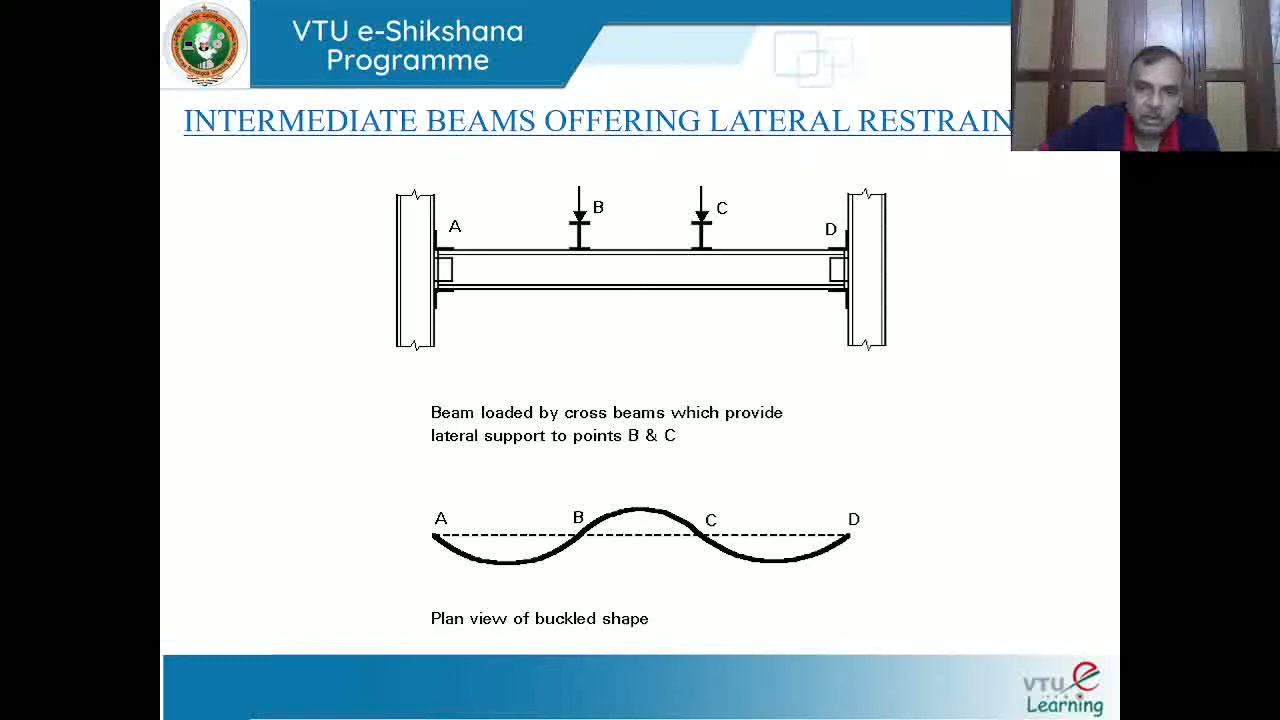 VTU e-Shikshana
Programme
INTERMEDIATE BEAMS OFFERING LATERAL RESTRAIN
B
C
A
D
Beam loaded by cross beams which provide
lateral support to points B & C
A
B
C
D
Plan view of buckled shape
VTU e
Learning